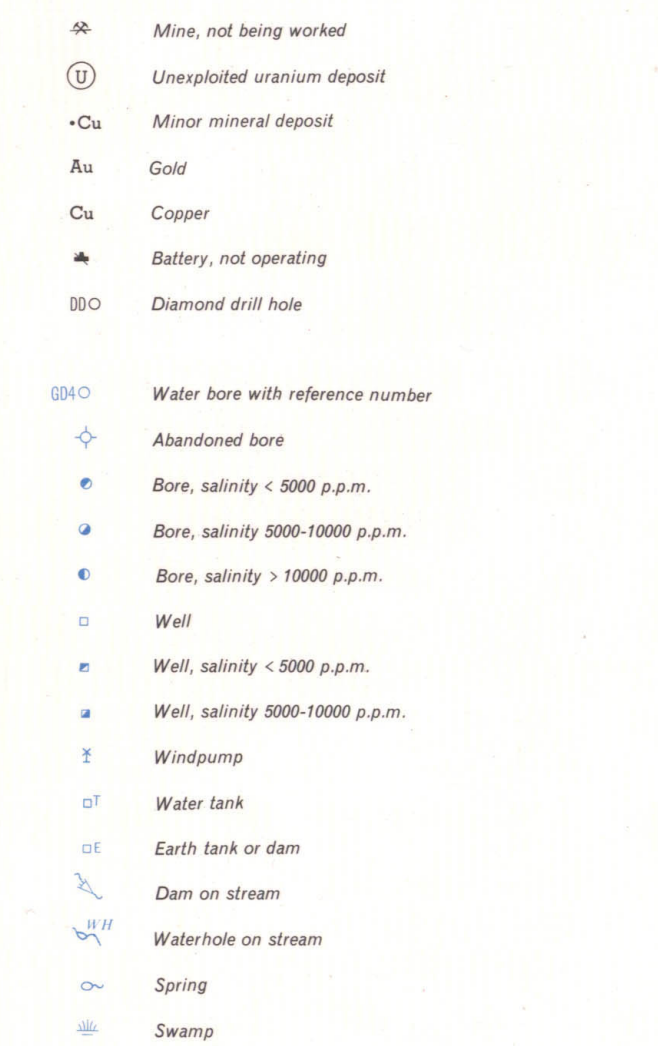 Mine, not being worked
U Unexploited uranium deposit
•Cu Minor mineral deposit
Au Gold
Cu Copper
Battery, not operating
DD Diamond drill hole
GD4 Water bore with reference number
Abandoned bore
Bore, salinity < 5000 p.p.m.
Bore, salinity 5000-10000 p.p.m.
Bore, salinity > 10000 p.p.m.
Well
Well, salinity < 5000 p.p.m.
Well, salinity 5000-10000 p.p.m.
Windpump
T Water tank
E Earth tank or dam
Dam on stream
WH Waterhole on stream
Spring
Swamp